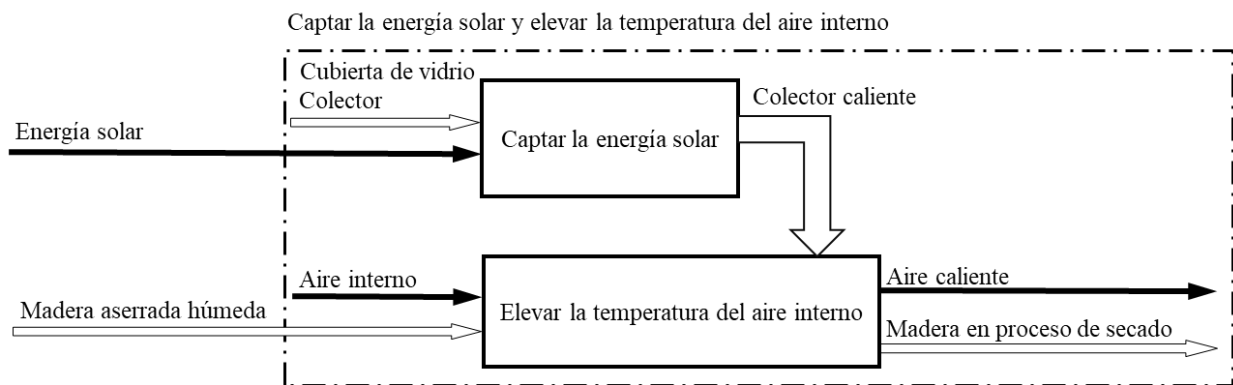 Captar la energía solar y elevar la temperatura del aire interno
Cubierta de vidrio
Colector
Energía solar
Captar la energía solar
Colector caliente
Aire interno
Madera aserrada húmeda
Elevar la temperatura del aire interno
Aire caliente
Madera en proceso de secado